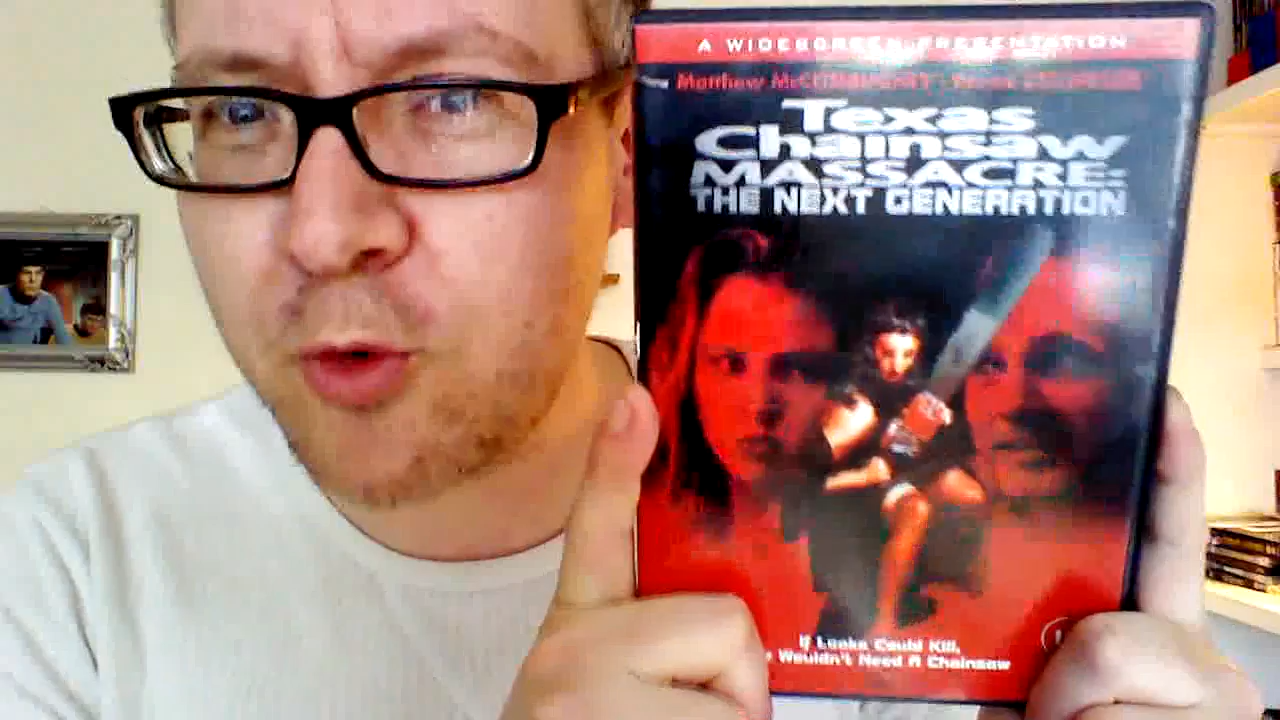 A WIDESCREEN PRESENTATION
Matthew McCONAUGHEY
Texas
Chainsaw
MASSACRE:
THE NEXT GENERATION
If Looks Could Kill,
Wouldn't Need A Chainsaw